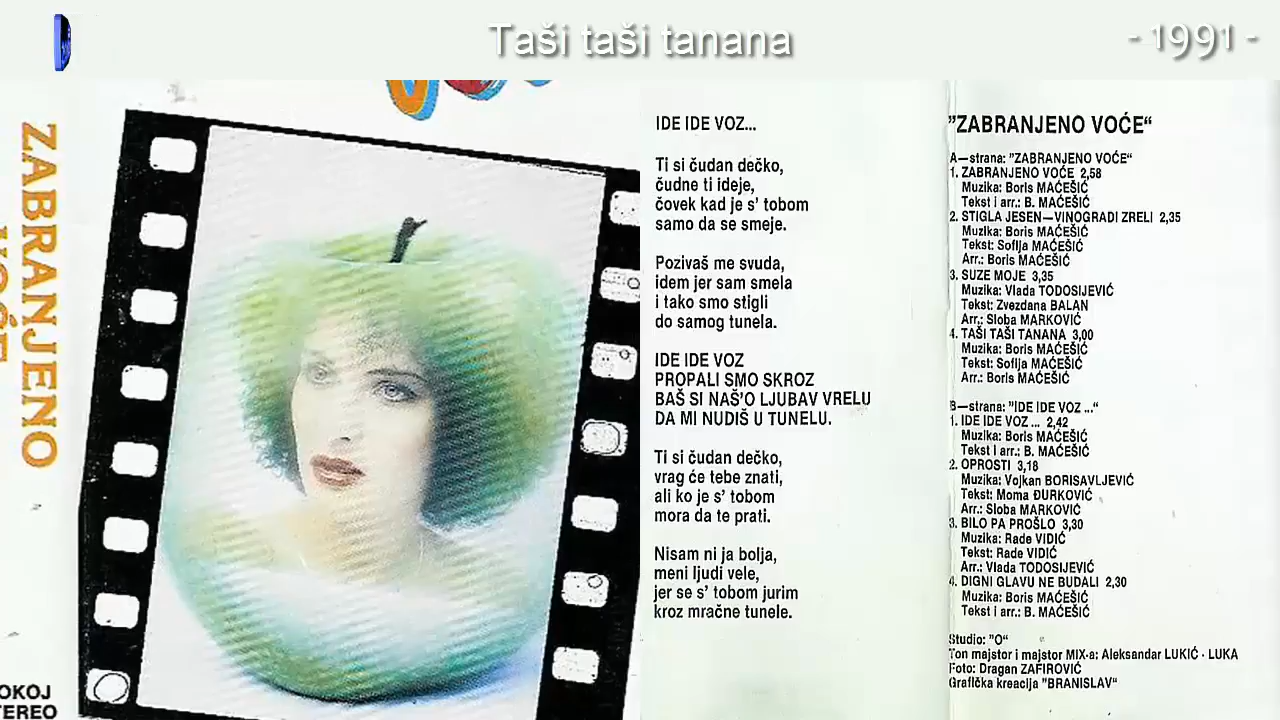 Taši taši tanana
- 1991 -
ZABRANJENO
OKOJ
TEREO
IDE IDE VOZ...
Ti si čudan dečko,
čudne ti ideje,
čovek kad je s' tobom
samo da se smeje.
Pozivaš me svuda,
idem jer sam smela
i tako smo stigli
do samog tunela.
IDE IDE VOZ
PROPALI SMO SKROZ
BAŠ SI NAŠ'O LJUBAV VRELU
DA MI NUDIŠ U TUNELU.
Ti si čudan dečko,
vrag će tebe znati,
ali ko je s' tobom
mora da te prati.
Nisam ni ja bolja,
meni ljudi vele,
jer se s' tobom jurim
kroz mračne tunele.
"ZABRANJENO VOĆE"
A—strana: "ZABRANJENO VOĆE"
1. ZABRANJENO VOĆE 2,58
Muzika: Boris MAĆEŠIĆ
Tekst i arr.: B. MAĆEŠIĆ
2. STIGLA JESEN—VINOGRADI ZRELI 2,35
Muzika: Boris MAĆEŠIĆ
Tekst: Sofija MAĆEŠIĆ
Arr.: Boris MAĆEŠIĆ
3. SUZE MOJE 3,35
Muzika: Vlada TODOSIJEVIĆ
Tekst: Zvezdana BALAN
Arr.: Sloba MARKOVIĆ
4. TAŠI TAŠI TANANA 3,00
Muzika: Boris MAĆEŠIĆ
Tekst: Sofija MAĆEŠIĆ
Arr.: Boris MAĆEŠIĆ
B—strana: "IDE IDE VOZ ..."
1. IDE IDE VOZ ... 2,42
Muzika: Boris MAĆEŠIĆ
Tekst i arr.: B. MAĆEŠIĆ
2. OPROSTI 3,18
Muzika: Vojkan BORISAVLJEVIĆ
Tekst: Moma ĐURKOVIĆ
Arr.: Sloba MARKOVIĆ
3. BILO PA PROŠLO 3,30
Muzika: Rade VIDIĆ
Tekst: Rade VIDIĆ
Arr.: Vlada TODOSIJEVIĆ
4. DIGNI GLAVU NE BUDALI 2,30
Muzika: Boris MAĆEŠIĆ
Tekst i arr.: B. MAĆEŠIĆ
Studio: "O"
Ton majstor i majstor MIX-a: Aleksandar LUKIĆ - LUKA
Foto: Dragan ZAFIROVIĆ
Grafička kreacija "BRANISLAV"